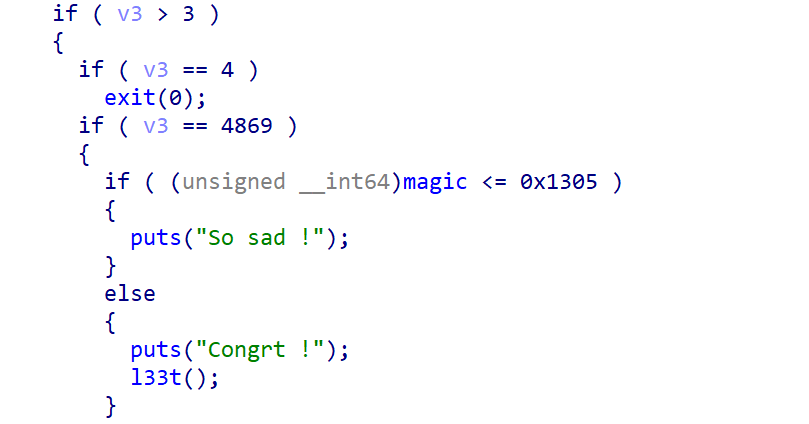 if ( v3 > 3 )
{
if ( v3 == 4 )
exit(0);
if ( v3 == 4869 )
{
if ( (unsigned __int64)magic <= 0x1305 )
{
puts("So sad !");
}
else
{
puts("Congrt !");
l33t();
}